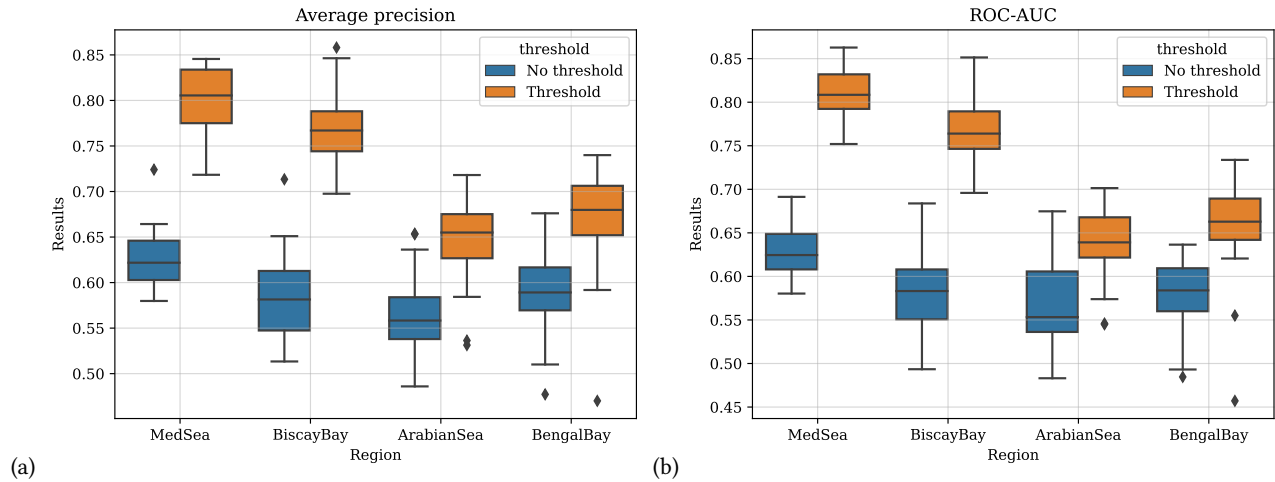 Average precision
Results
0.85
0.80
0.75
0.70
0.65
0.60
0.55
0.50
threshold
No threshold
Threshold
MedSea
BiscayBay
ArabianSea
BengalBay
Region
(a)
ROC-AUC
Results
0.85
0.80
0.75
0.70
0.65
0.60
0.55
0.50
0.45
threshold
No threshold
Threshold
MedSea
BiscayBay
ArabianSea
BengalBay
Region
(b)